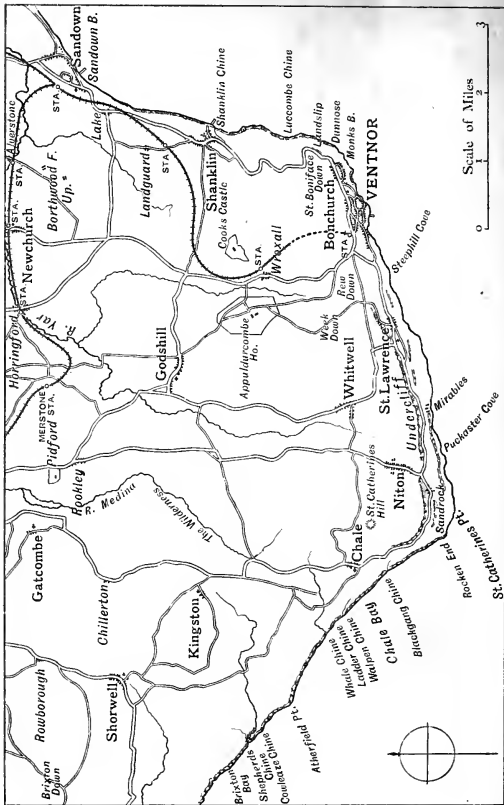 Alverstone
Sandown
Sandown B.
STA.
Lake
STA.
Borthwood F.
Up.
Landguard
STA.
Shanklin
Shanklin Chine
Cooks Castle
Luccombe Chine
STA.
Newchurch
STA.
Horringford
R. Yar
MERSTONE
STA.
Pidford
Godshill
Appuldurcombe
Ho.
STA.
Wroxall
St. Boniface
Down
Landslip
Dunnose
Monks B.
Bonchurch
STA.
VENTNOR
Rew
Down
Week
Down
Steephill Cove
Whitwell
St. Lawrence
Undercliff
Mirables
Puckaster Cove
Gatcombe
Rookley
R. Medina
The Wilderness
Chillerton
Kingston
Chale
St. Catherines
Hill
Niton
Sandrock
Rocken End
St. Catherines Pt.
Rowborough
Brixton
Down
Shorwell
Brixton
Bay
Shepherds
Chine
Cowleaze Chine
Atherfield Pt.
Whale Chine
Ladder Chine
Walpen Chine
Chale Bay
Blackgang Chine
Scale of Miles
0 1 2 3